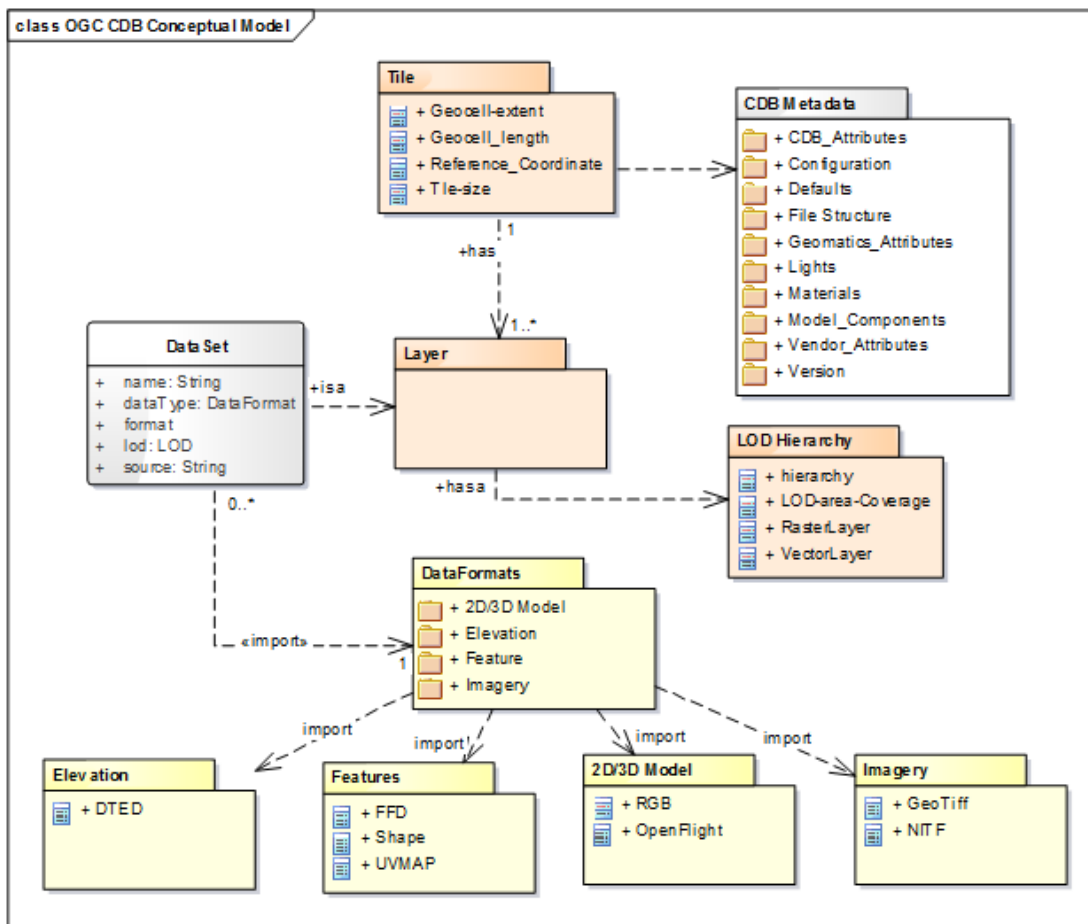 class OGC CDB Conceptual Model
Tile
+ Geocell-extent
+ Geocell_length
+ Reference_Coordinate
+ Tle-size
CDB Metadata
+ CDB_Attributes
+ Configuration
+ Defaults
+ File Structure
+ Geomatics_Attributes
+ Lights
+ Materials
+ Model_Components
+ Vendor_Attributes
+ Version
1
+has
1..*
DataSet
+ name: String
+ dataType: DataFormat
+ format
+ lod: LOD
+ source: String
+isa
Layer
+hasa
LOD Hierarchy
+ hierarchy
+ LOD-area-Coverage
+ RasterLayer
+ VectorLayer
0..*
«import»
1
DataFormats
+ 2D/3D Model
+ Elevation
+ Feature
+ Imagery
import
import
import
import
Elevation
+ DTED
Features
+ FFD
+ Shape
+ UVMAP
2D/3D Model
+ RGB
+ OpenFlight
Imagery
+ GeoTiff
+ NITF